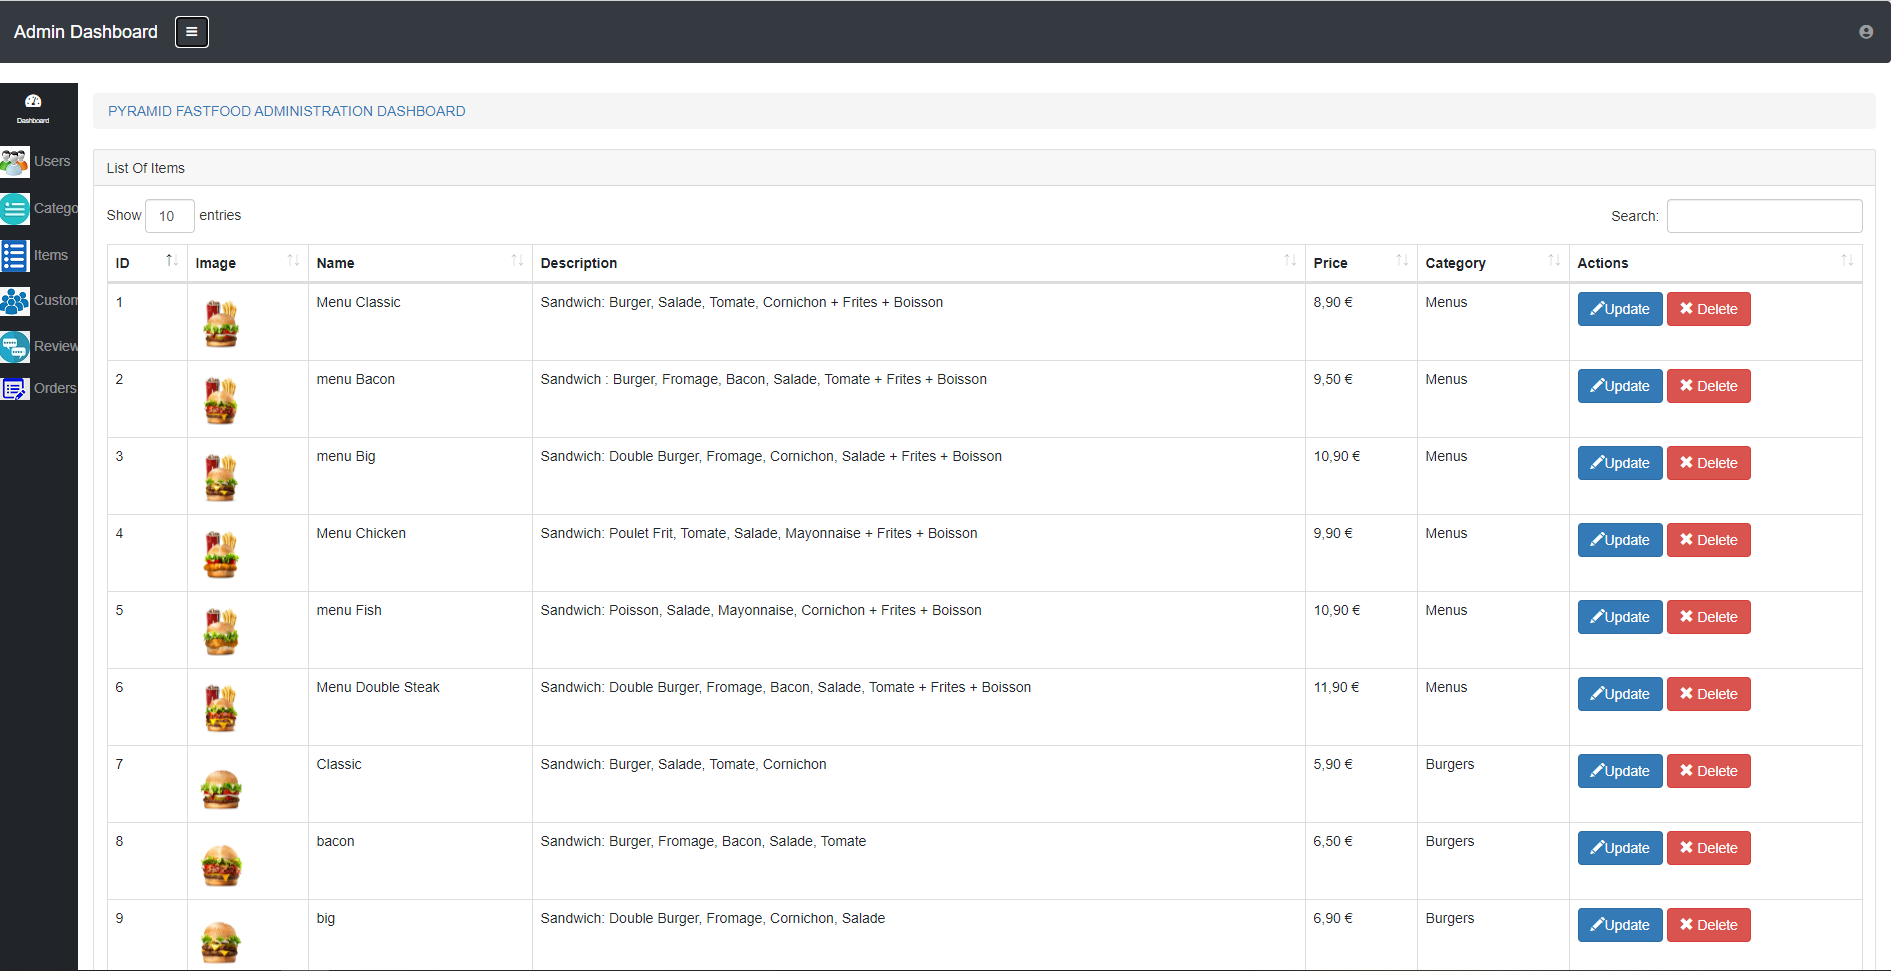 Admin Dashboard
Dashboard
Users
Catego
Items
Custom
Review
Orders
PYRAMID FASTFOOD ADMINISTRATION DASHBOARD
List Of Items
Show 10 entries
Search:
ID Image Name Description Price Category Actions
1 Menu Classic Sandwich: Burger, Salade, Tomate, Cornichon + Frites + Boisson 8,90 € Menus Update Delete
2 menu Bacon Sandwich : Burger, Fromage, Bacon, Salade, Tomate + Frites + Boisson 9,50 € Menus Update Delete
3 menu Big Sandwich: Double Burger, Fromage, Cornichon, Salade + Frites + Boisson 10,90 € Menus Update Delete
4 Menu Chicken Sandwich: Poulet Frit, Tomate, Salade, Mayonnaise + Frites + Boisson 9,90 € Menus Update Delete
5 menu Fish Sandwich: Poisson, Salade, Mayonnaise, Cornichon + Frites + Boisson 10,90 € Menus Update Delete
6 Menu Double Steak Sandwich: Double Burger, Fromage, Bacon, Salade, Tomate + Frites + Boisson 11,90 € Menus Update Delete
7 Classic Sandwich: Burger, Salade, Tomate, Cornichon 5,90 € Burgers Update Delete
8 bacon Sandwich: Burger, Fromage, Bacon, Salade, Tomate 6,50 € Burgers Update Delete
9 big Sandwich: Double Burger, Fromage, Cornichon, Salade 6,90 € Burgers Update Delete